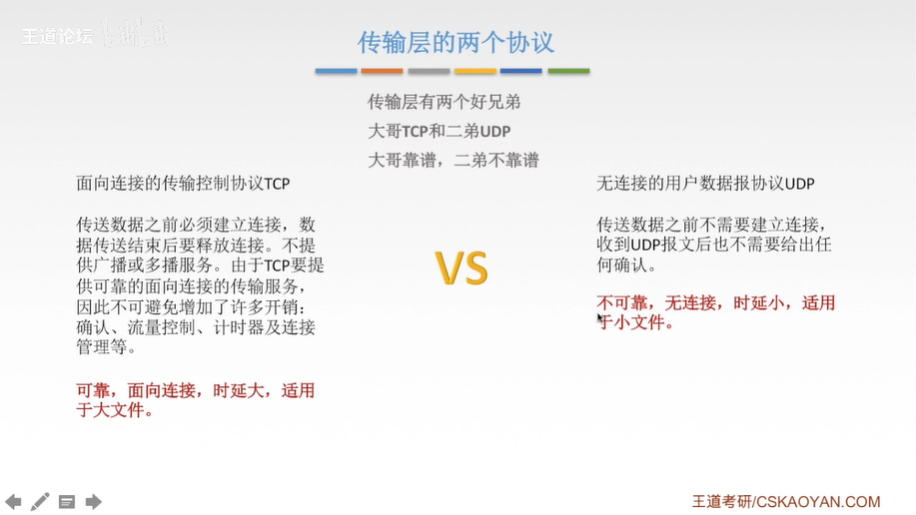 王道论坛
传输层的两个协议
传输层有两个好兄弟
大哥TCP和二弟UDP
大哥靠谱，二弟不靠谱
面向连接的传输控制协议TCP
传送数据之前必须建立连接，数
据传送结束后要释放连接。不提
供广播或多播服务。由于TCP要提
供可靠的面向连接的传输服务，
因此不可避免增加了许多开销：
确认、流量控制、计时器及连接
管理等。
可靠，面向连接，时延大，适用
于大文件。
VS
无连接的用户数据报协议UDP
传送数据之前不需要建立连接，
收到UDP报文后也不需要给出任
何确认。
不可靠，无连接，时延小，适用
于小文件。
王道考研/CSKAOYAN.COM